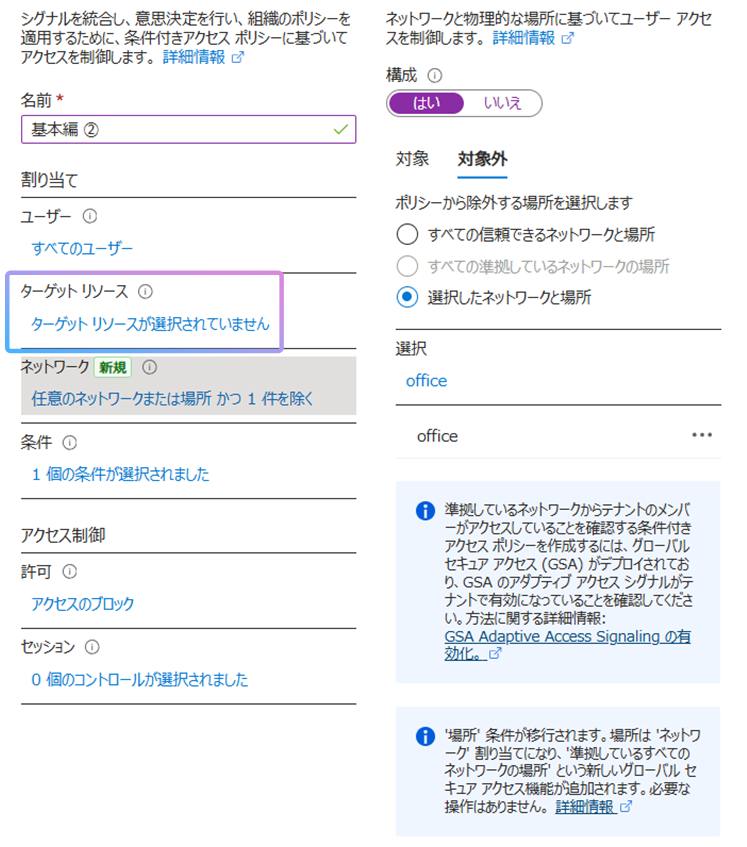 シグナルを統合し、意思決定を行い、組織のポリシーを
適用するために、条件付きアクセス ポリシーに基づいて
アクセスを制御します。 詳細情報
名前 *
基本編 ②
割り当て
ユーザー
すべてのユーザー
ターゲット リソース
ターゲット リソースが選択されていません
ネットワーク 新規
任意のネットワークまたは場所 かつ 1 件を除く
条件
1 個の条件が選択されました
アクセス制御
許可
アクセスのブロック
セッション
0 個のコントロールが選択されました
ネットワークと物理的な場所に基づいてユーザー アクセ
スを制御します。 詳細情報
構成
はい いいえ
対象 対象外
ポリシーから除外する場所を選択します
すべての信頼できるネットワークと場所
すべての準拠しているネットワークの場所
選択したネットワークと場所
選択
office
office
準拠しているネットワークからテナントのメンバ
ーがアクセスしていることを確認する条件付き
アクセス ポリシーを作成するには、グローバル
セキュア アクセス (GSA) がデプロイされてお
り、GSA のアダプティブ アクセス シグナルがテ
ナントで有効になっていることを確認してくださ
い。方法に関する詳細情報:
GSA Adaptive Access Signaling の有
効化。
'場所' 条件が移行されます。場所は 'ネットワ
ーク' 割り当てになり、'準拠しているすべての
ネットワークの場所' という新しいグローバル セ
キュア アクセス機能が追加されます。必要な
操作はありません。 詳細情報